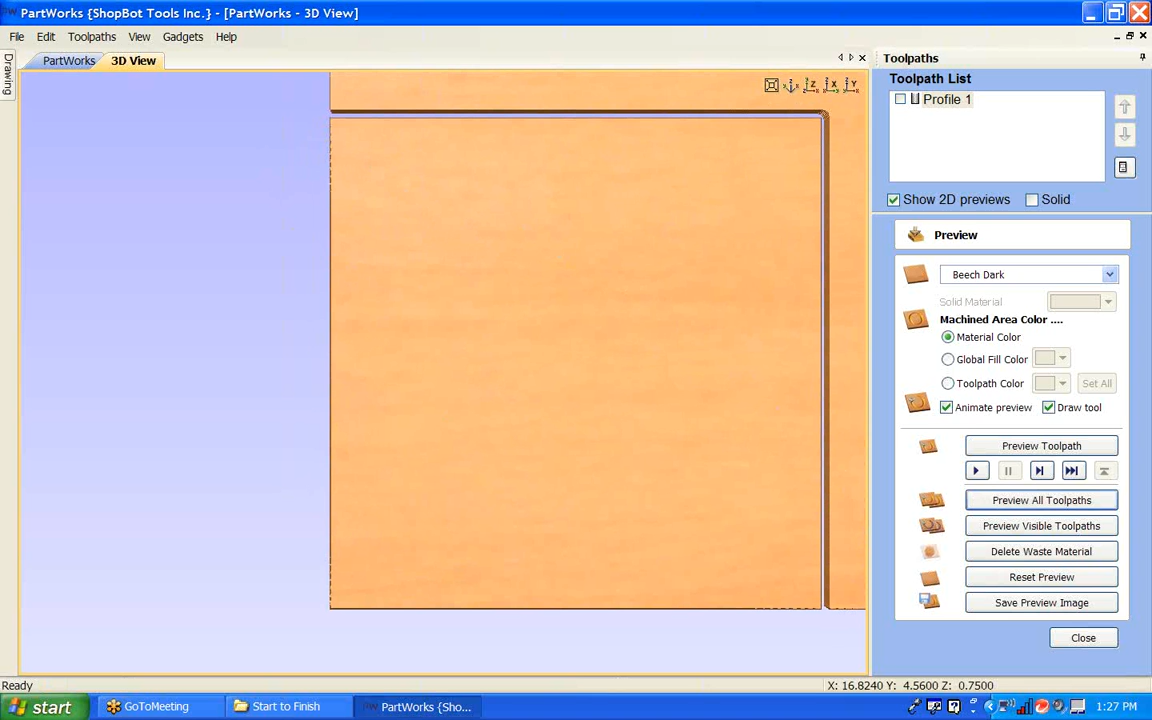 PartWorks {ShopBot Tools Inc.} - [PartWorks - 3D View]
File Edit Toolpaths View Gadgets Help
Drawing
PartWorks 3D View
Toolpaths
Toolpath List
Profile 1
Show 2D previews Solid
Preview
Beech Dark
Solid Material
Machined Area Color ....
Material Color
Global Fill Color
Toolpath Color Set All
Animate preview Draw tool
Preview Toolpath
Preview All Toolpaths
Preview Visible Toolpaths
Delete Waste Material
Reset Preview
Save Preview Image
Close
Ready X: 16.8240 Y: 4.5600 Z: 0.7500
start GoToMeeting Start to Finish PartWorks {Sho... 1:27 PM